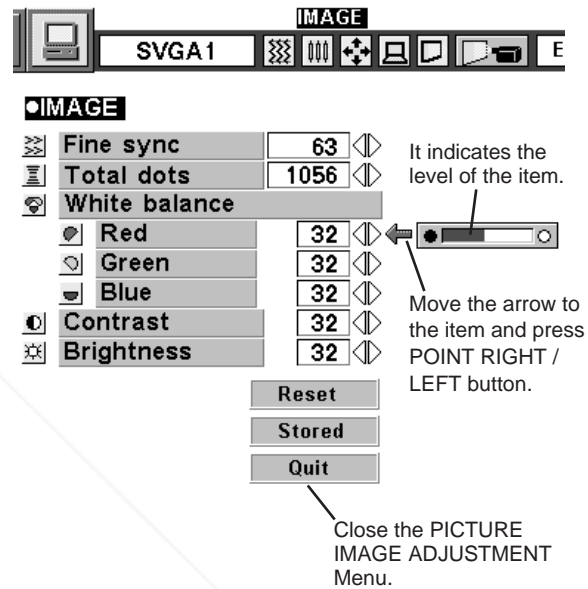 IMAGE
SVGA1
E
●IMAGE
Fine sync 63
Total dots 1056
White balance
Red 32
Green 32
Blue 32
Contrast 32
Brightness 32
It indicates the
level of the item.
Move the arrow to
the item and press
POINT RIGHT /
LEFT button.
Reset
Stored
Quit
Close the PICTURE
IMAGE ADJUSTMENT
Menu.